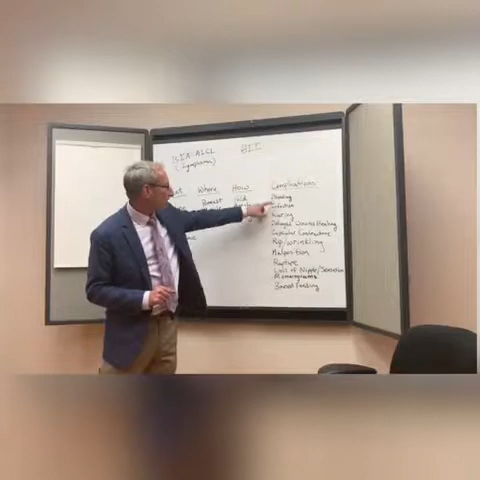 BIA-ALCL BII
(Lymphoma)
Where How Complications
Breast Bleeding
Infection
Scarring
Delayed Wound Healing
Capsular Contracture
Rip/wrinkling
Malposition
Rupture
Loss of Nipple/Sensation
Mammograms
Breast Feeding